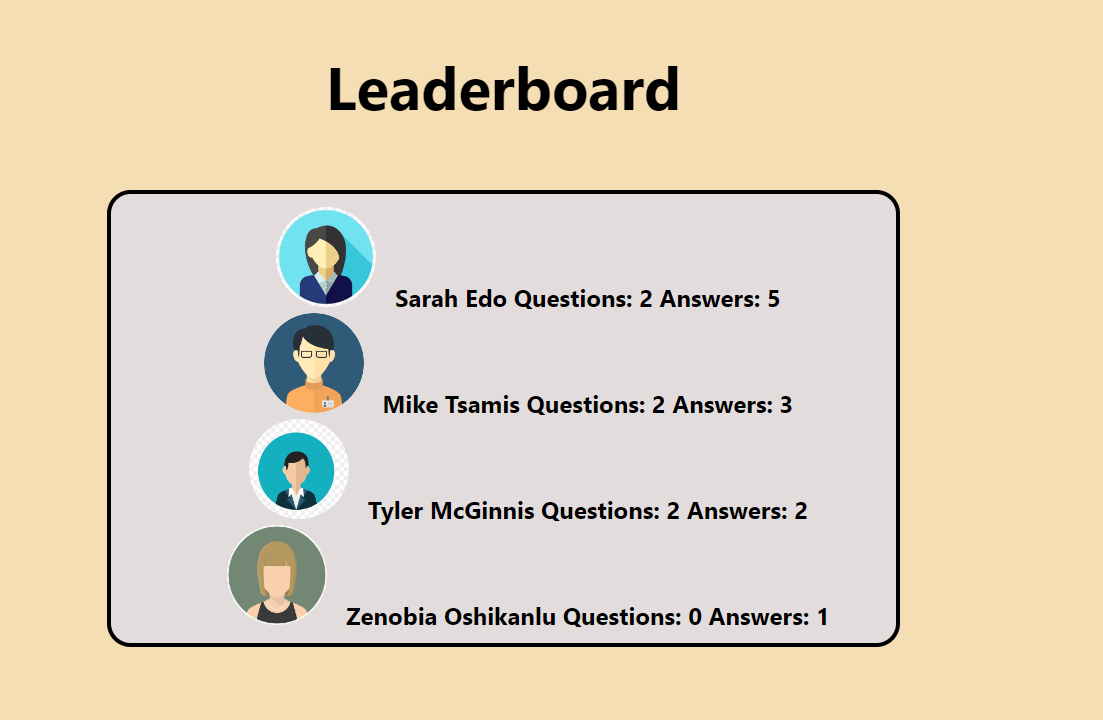 Leaderboard
Sarah Edo Questions: 2 Answers: 5
Mike Tsamis Questions: 2 Answers: 3
Tyler McGinnis Questions: 2 Answers: 2
Zenobia Oshikanlu Questions: 0 Answers: 1